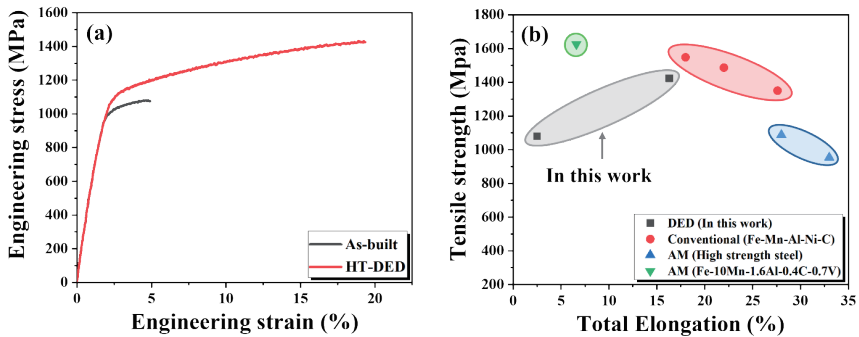 (a)
Engineering stress (MPa)
1600
1400
1200
1000
800
600
400
200
0
0
5
10
15
20
Engineering strain (%)
As-built
HT-DED
(b)
Tensile strength (Mpa)
1800
1600
1400
1200
1000
800
600
400
200
0
5
10
15
20
25
30
35
Total Elongation (%)
In this work
DED (In this work)
Conventional (Fe-Mn-Al-Ni-C)
AM (High strength steel)
AM (Fe-10Mn-1.6Al-0.4C-0.7V)